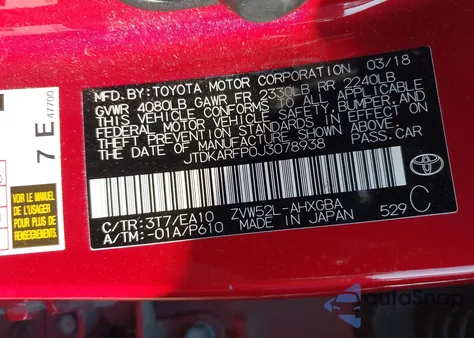 MFD. BY: TOYOTA MOTOR CORPORATION 03/18
GVWR 4080LB GAWR FR 2330LB RR 2240LB
THIS VEHICLE CONFORMS TO ALL APPLICABLE
FEDERAL MOTOR VEHICLE SAFETY, BUMPER, AND
THEFT PREVENTION STANDARDS IN EFFECT ON
THE DATE OF MANUFACTURE SHOWN ABOVE.
JTDKARFP0J3078938 PASS. CAR
C/TR: 3T7/EA10 ZVW52L-AHXGBA
A/TM: -01A/P610 MADE IN JAPAN 529 C
TOYOTA
7 E
47700
MANUEL
DE L'USAGER
POUR PLUS DE
RENSEIGNEMENTS.
autoSnap